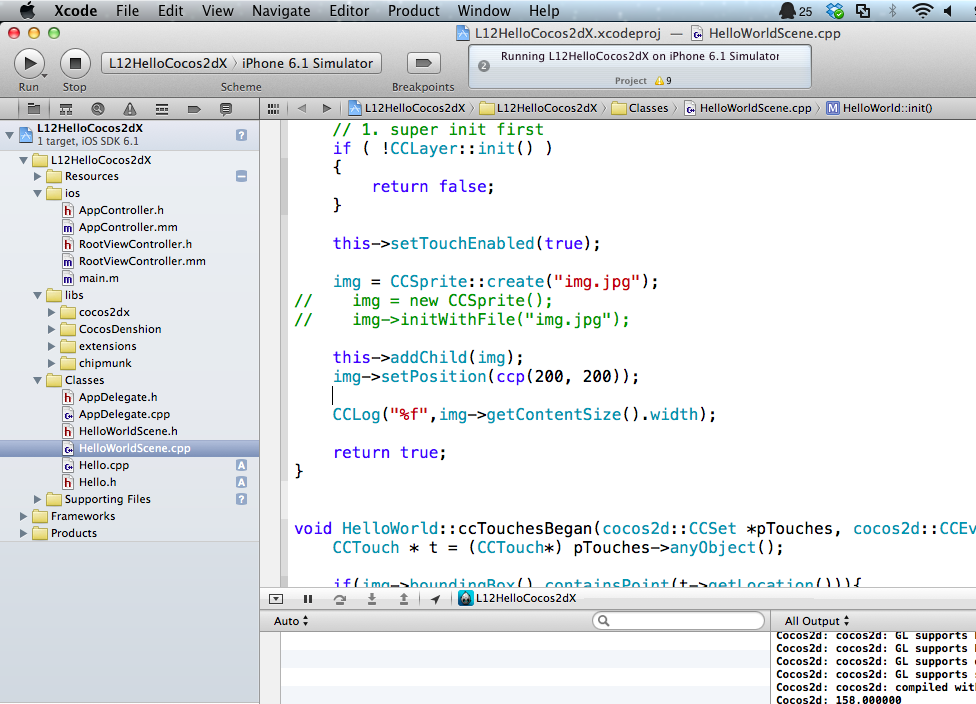 Xcode File Edit View Navigate Editor Product Window Help 25
L12HelloCocos2dX.xcodeproj — HelloWorldScene.cpp
L12HelloCocos2dX iPhone 6.1 Simulator
Running L12HelloCocos2dX on iPhone 6.1 Simulator
2
Project 9
Run Stop Scheme Breakpoints
L12HelloCocos2dX L12HelloCocos2dX Classes HelloWorldScene.cpp M HelloWorld::init()
L12HelloCocos2dX
1 target, iOS SDK 6.1
?
L12HelloCocos2dX
Resources
ios
h AppController.h
m AppController.mm
h RootViewController.h
m RootViewController.mm
m main.m
libs
cocos2dx
CocosDenshion
extensions
chipmunk
Classes
h AppDelegate.h
AppDelegate.cpp
h HelloWorldScene.h
HelloWorldScene.cpp
Hello.cpp A
h Hello.h A
Supporting Files ?
Frameworks
Products
// 1. super init first
if ( !CCLayer::init() )
{
return false;
}
this->setTouchEnabled(true);
img = CCSprite::create("img.jpg");
// img = new CCSprite();
// img->initWithFile("img.jpg");
this->addChild(img);
img->setPosition(ccp(200, 200));
CCLog("%f",img->getContentSize().width);
return true;
}
void HelloWorld::ccTouchesBegan(cocos2d::CCSet *pTouches, cocos2d::CCEv
CCTouch * t = (CCTouch*) pTouches->anyObject();
if(img->boundingBox().containsPoint(t->getLocation())){
L12HelloCocos2dX
Auto
All Output
Cocos2d: cocos2d: GL supports
Cocos2d: cocos2d: GL supports
Cocos2d: cocos2d: GL supports
Cocos2d: cocos2d: GL supports
Cocos2d: cocos2d: compiled wit
Cocos2d: 158.000000